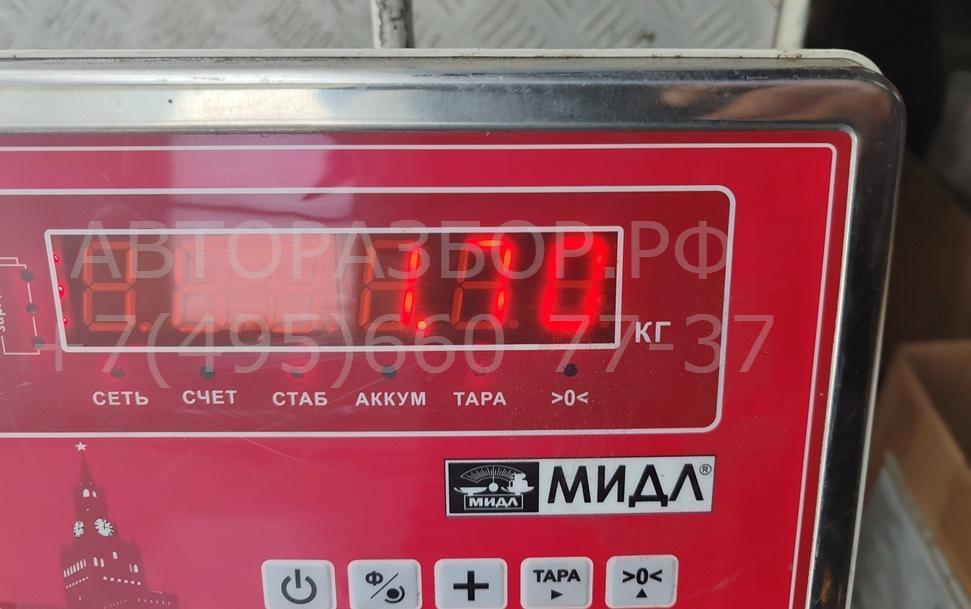 АВТОРАЗБОР.РФ
1.70
+7(495)660-77-37
КГ
СЕТЬ СЧЕТ СТАБ АККУМ ТАРА >0<
МИДЛ МИДЛ®
Ф ТАРА >0<